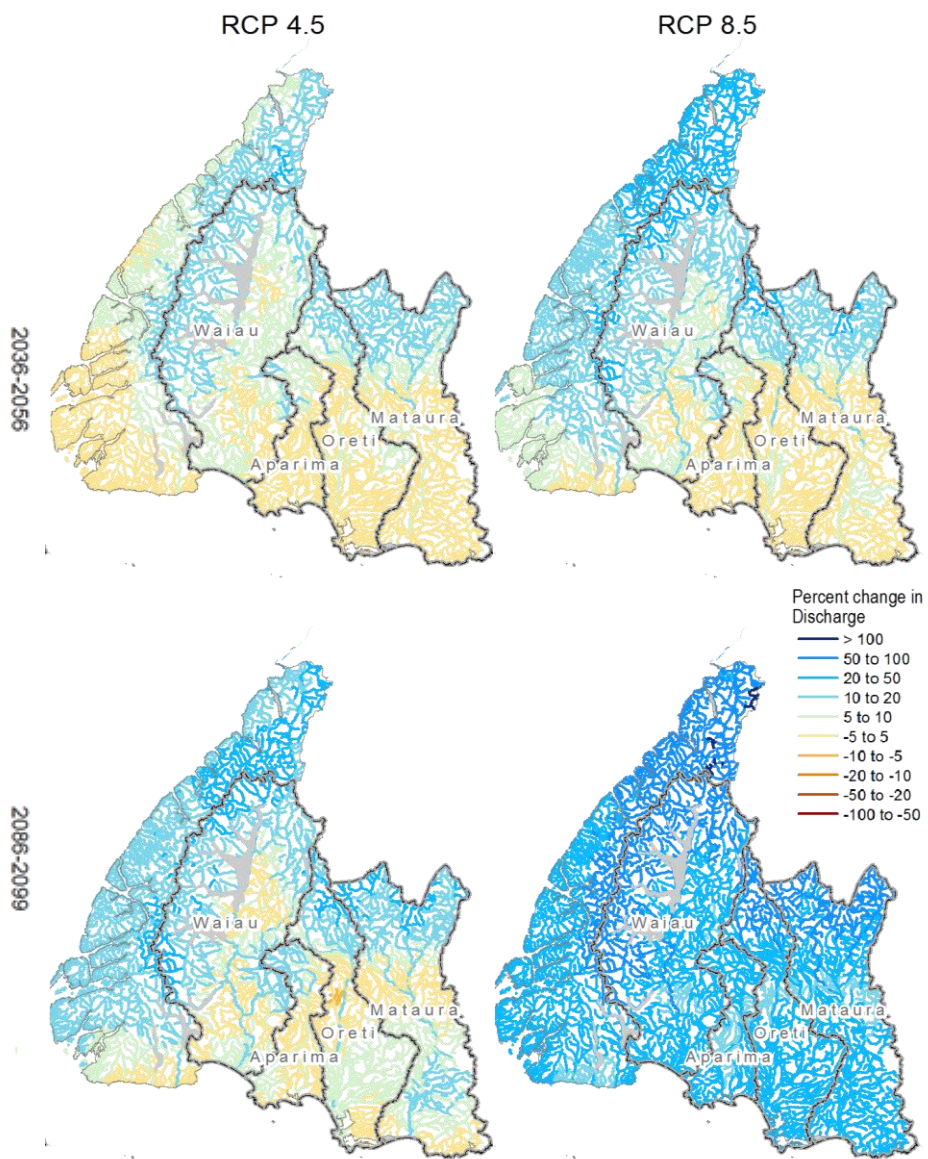 RCP 4.5
RCP 8.5
2036-2056
Waiau
Mataura
Oreti
Aparima
Waiau
Mataura
Oreti
Aparima
Percent change in
Discharge
> 100
50 to 100
20 to 50
10 to 20
5 to 10
-5 to 5
-10 to -5
-20 to -10
-50 to -20
-100 to -50
2086-2099
Waiau
Mataura
Oreti
Aparima
Waiau
Mataura
Oreti
Aparima